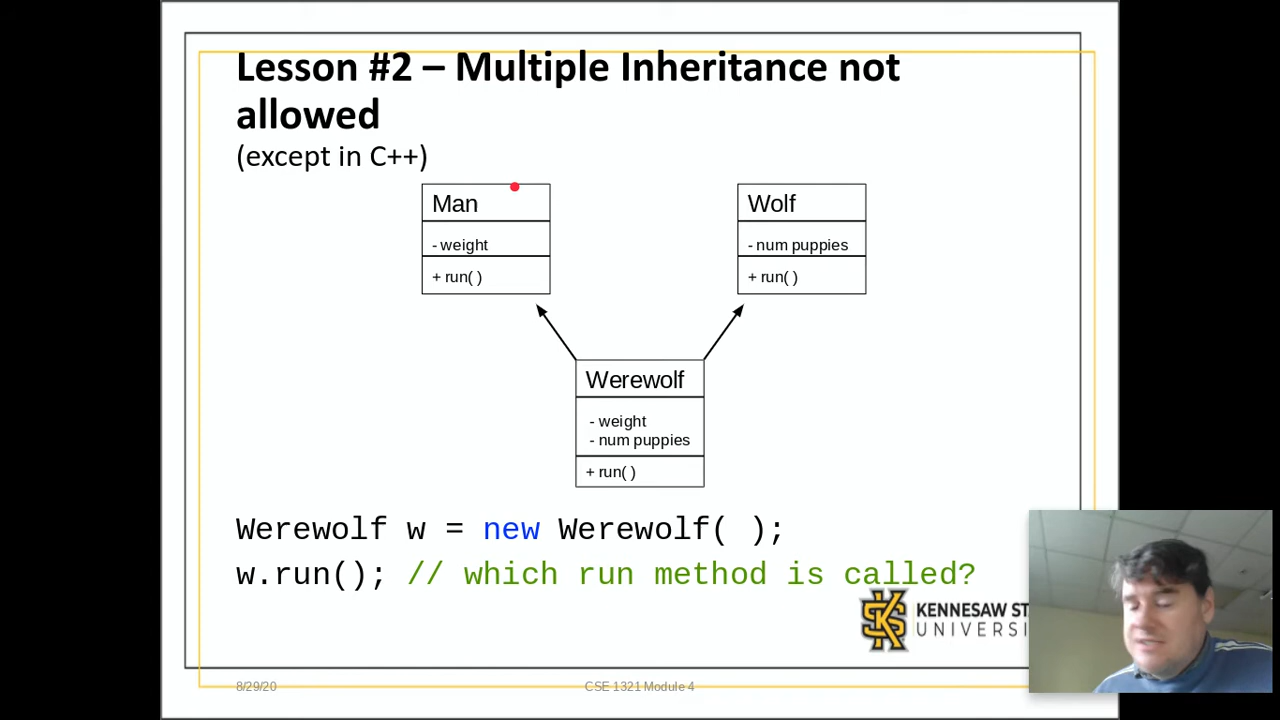 Lesson #2 – Multiple Inheritance not
allowed
(except in C++)
Man
- weight
+ run( )
Wolf
- num puppies
+ run( )
Werewolf
- weight
- num puppies
+ run( )
Werewolf w = new Werewolf( );
w.run(); // which run method is called?
KS
KENNESAW ST
UNIVERSI
8/29/20
CSE 1321 Module 4